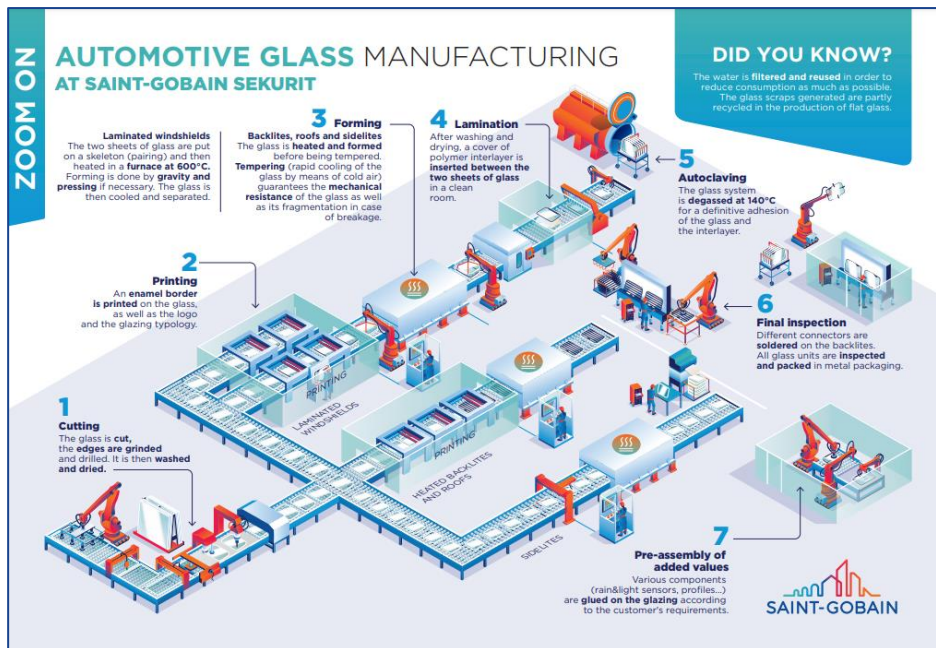 ZOOM ON
AUTOMOTIVE GLASS MANUFACTURING
AT SAINT-GOBAIN SEKURIT
DID YOU KNOW?
The water is filtered and reused in order to
reduce consumption as much as possible.
The glass scraps generated are partly
recycled in the production of flat glass.
Laminated windshields
The two sheets of glass are put
on a skeleton (pairing) and then
heated in a furnace at 600°C.
Forming is done by gravity and
pressing if necessary. The glass is
then cooled and separated.
3 Forming
Backlites, roofs and sidelites
The glass is heated and formed
before being tempered.
Tempering (rapid cooling of the
glass by means of cold air)
guarantees the mechanical
resistance of the glass as well
as its fragmentation in case
of breakage.
4 Lamination
After washing and
drying, a cover of
polymer interlayer is
inserted between the
two sheets of glass
in a clean
room.
5
Autoclaving
The glass system
is degassed at 140°C
for a definitive adhesion
of the glass and
the interlayer.
2
Printing
An enamel border
is printed on the glass,
as well as the logo
and the glazing typology.
6
Final inspection
Different connectors are
soldered on the backlites.
All glass units are inspected
and packed in metal packaging.
PRINTING
LAMINATED
WINDSHIELDS
1
Cutting
The glass is cut,
the edges are grinded
and drilled. It is then washed
and dried.
PRINTING
HEATED BACKLITES
AND ROOFS
SIDELITES
7
Pre-assembly of
added values
Various components
(rain&light sensors, profiles...)
are glued on the glazing according
to the customer's requirements.
SAINT-GOBAIN